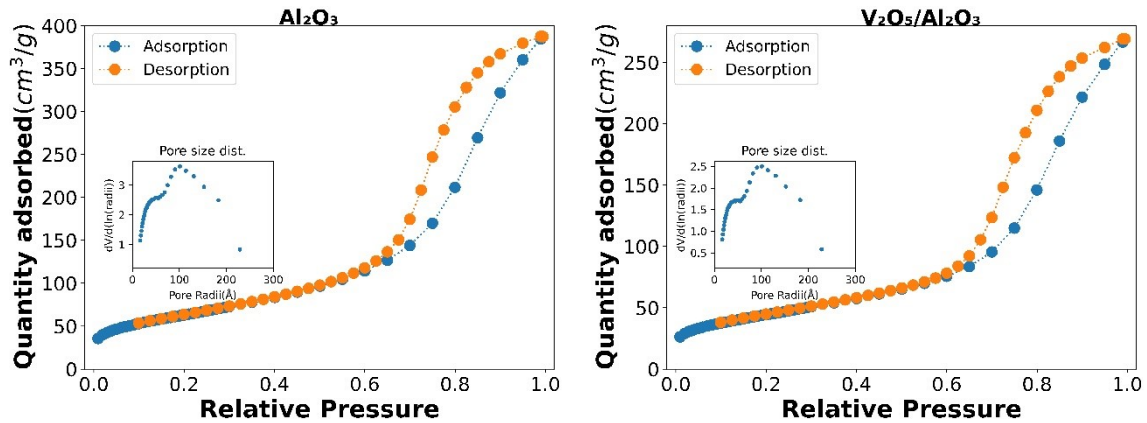 Al₂O₃
Quantity adsorbed(cm³/g)
400
350
300
250
200
150
100
50
0
Adsorption
Desorption
Pore size dist.
dV/d(ln(radii))
3
2
1
0 100 200 300
Pore Radii(Å)
0.0 0.2 0.4 0.6 0.8 1.0
Relative Pressure
V₂O₅/Al₂O₃
Quantity adsorbed(cm³/g)
250
200
150
100
50
0
Adsorption
Desorption
Pore size dist.
dV/d(ln(radii))
2.5
2.0
1.5
1.0
0.5
0 100 200 300
Pore Radii(Å)
0.0 0.2 0.4 0.6 0.8 1.0
Relative Pressure